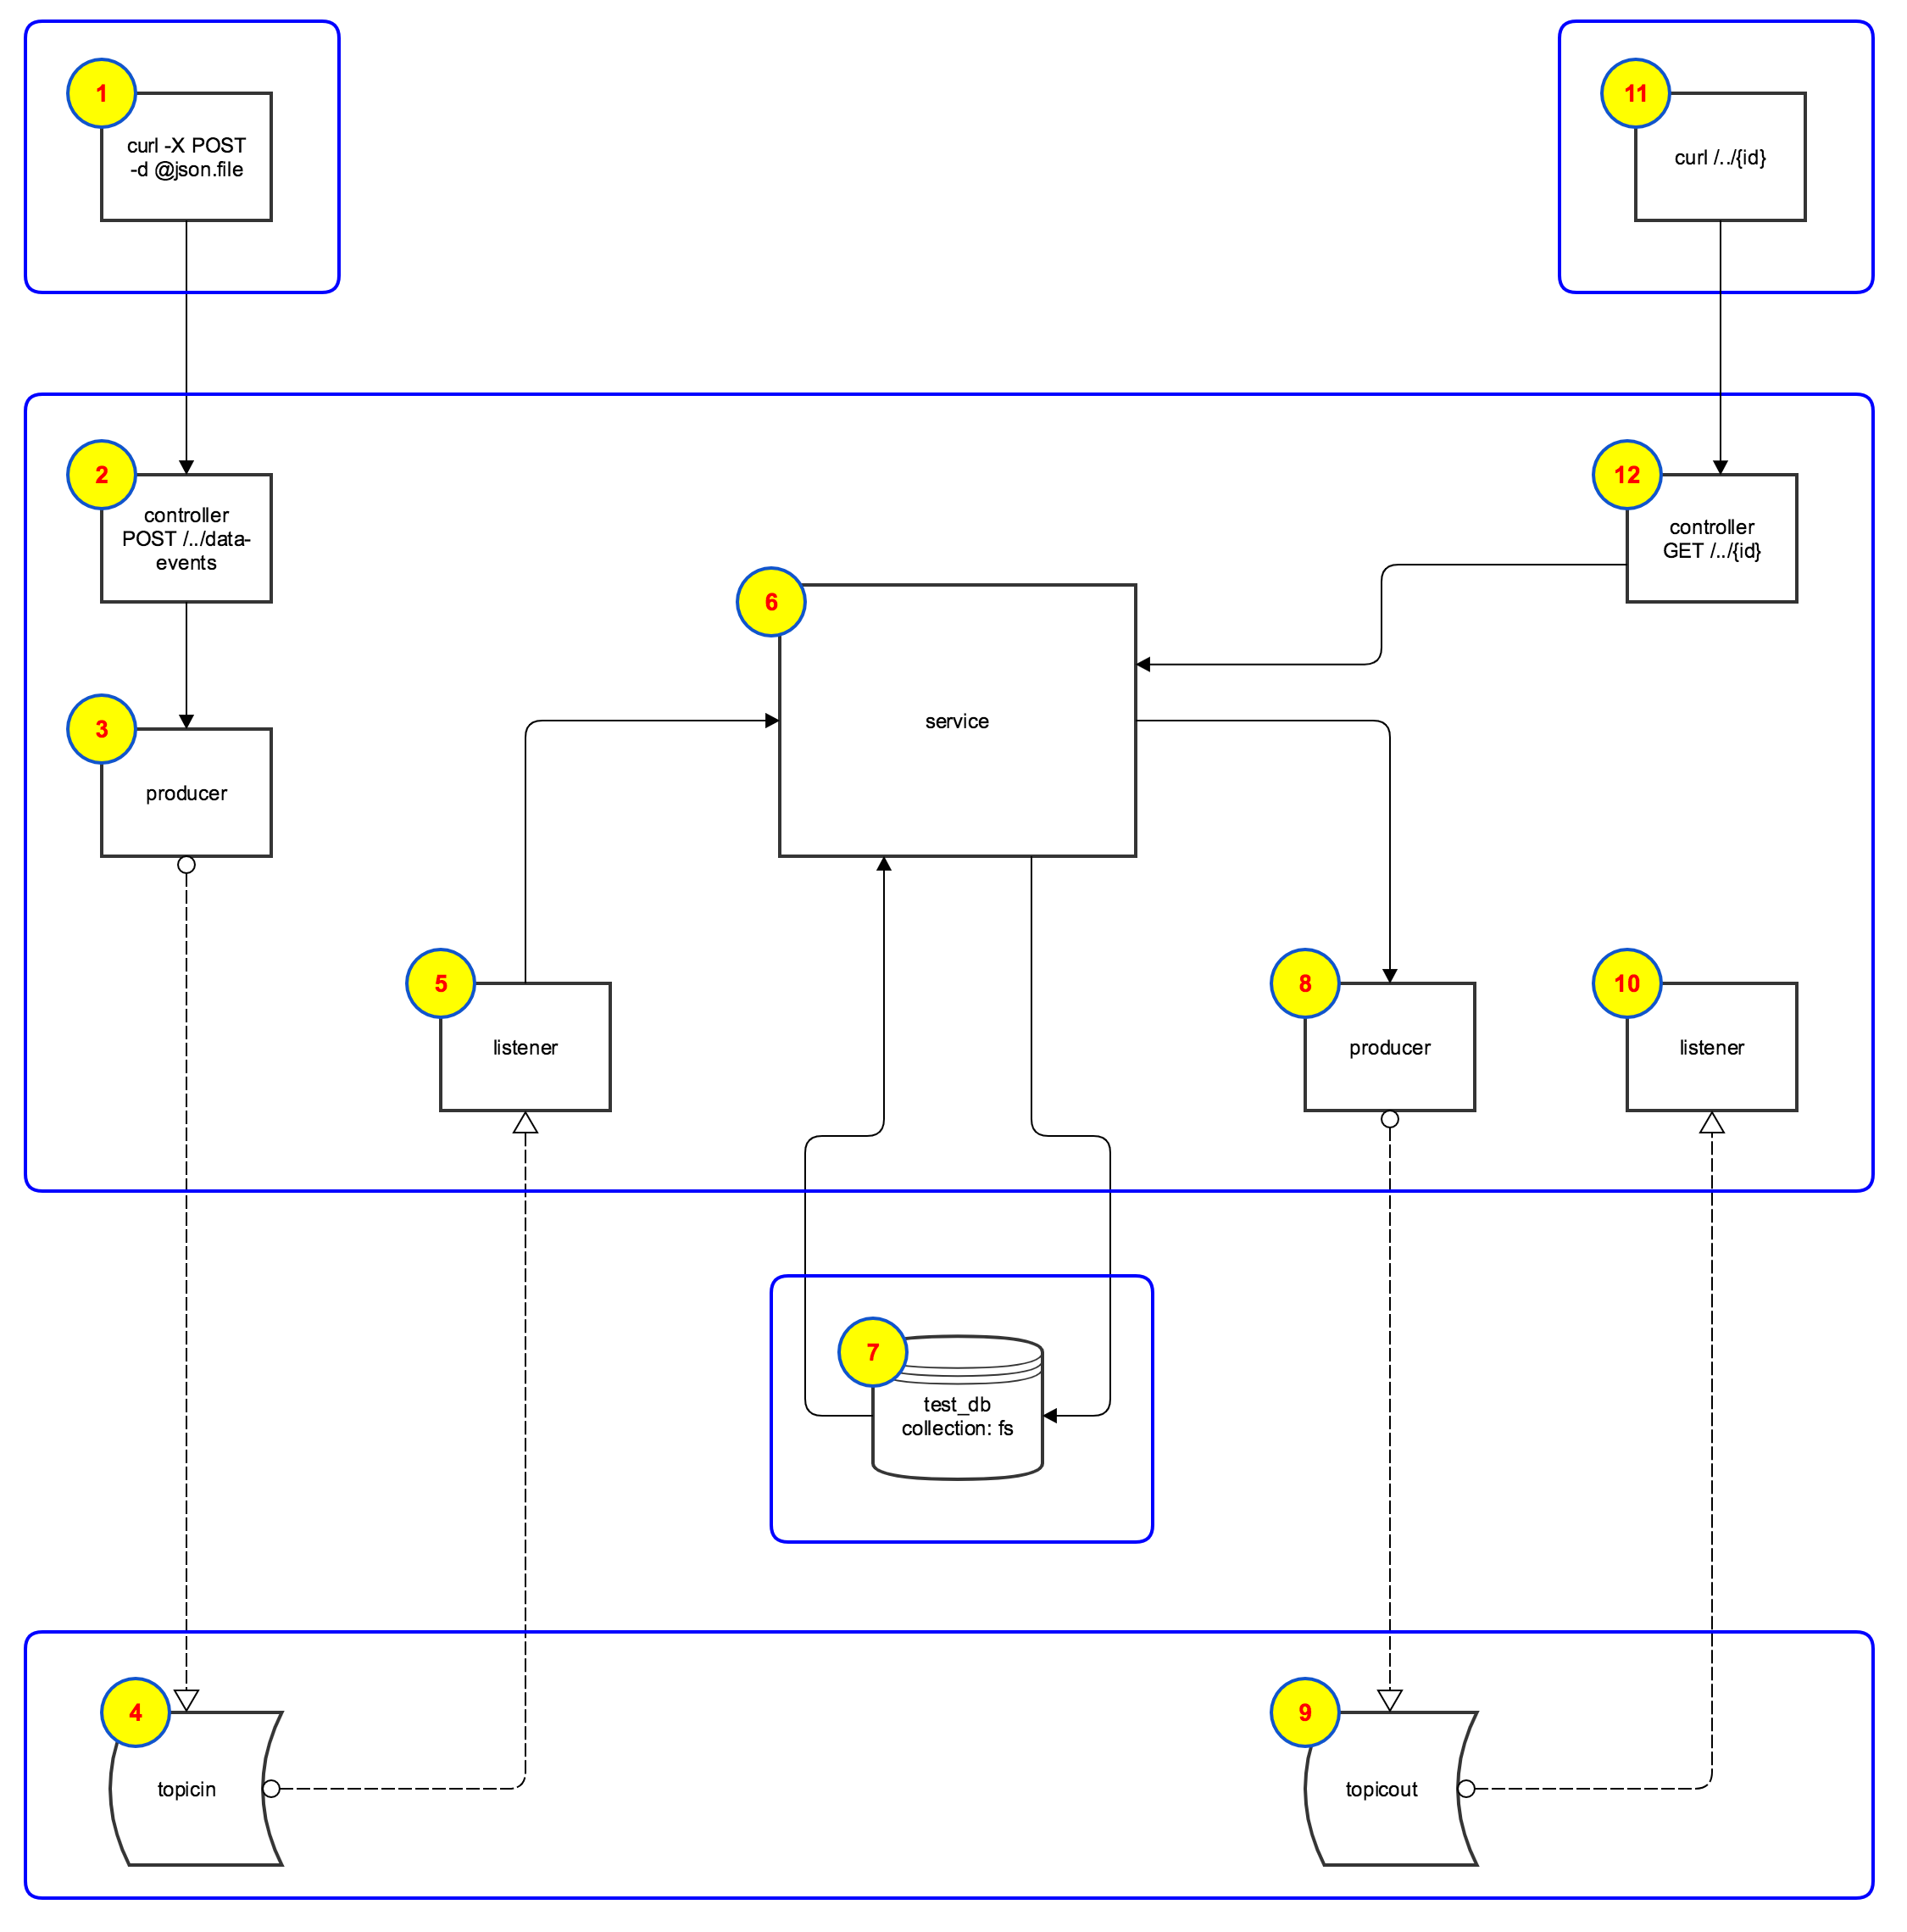 1
curl -X POST
-d @json.file
11
curl /../{id}
2
controller
POST /../data-
events
12
controller
GET /../{id}
6
service
3
producer
5
listener
8
producer
10
listener
7
test_db
collection: fs
4
topicin
9
topicout